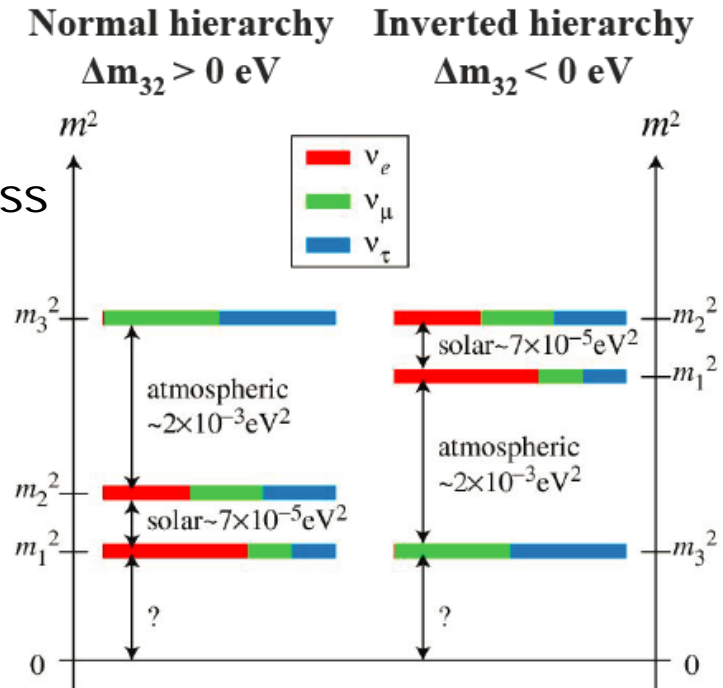 Normal hierarchy Inverted hierarchy
Δm₃₂ > 0 eV Δm₃₂ < 0 eV
m² m²
νₑ
ss
ν_μ
ν_τ
m₃² m₂²
solar~7×10⁻⁵eV²
m₁²
atmospheric
~2×10⁻³eV²
atmospheric
~2×10⁻³eV²
m₂²
solar~7×10⁻⁵eV²
m₁² m₃²
? ?
0 0